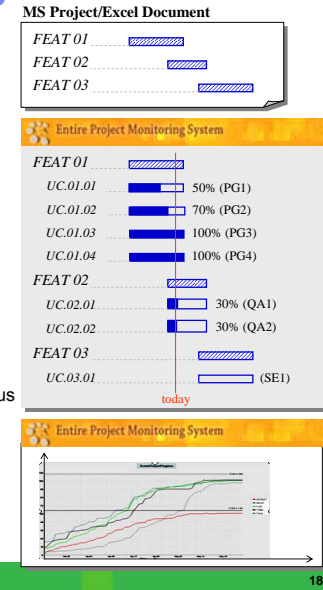 MS Project/Excel Document
FEAT 01
FEAT 02
FEAT 03
Entire Project Monitoring System
FEAT 01
UC.01.01 50% (PG1)
UC.01.02 70% (PG2)
UC.01.03 100% (PG3)
UC.01.04 100% (PG4)
FEAT 02
UC.02.01 30% (QA1)
UC.02.02 30% (QA2)
FEAT 03
UC.03.01 (SE1)
us
today
Entire Project Monitoring System
18